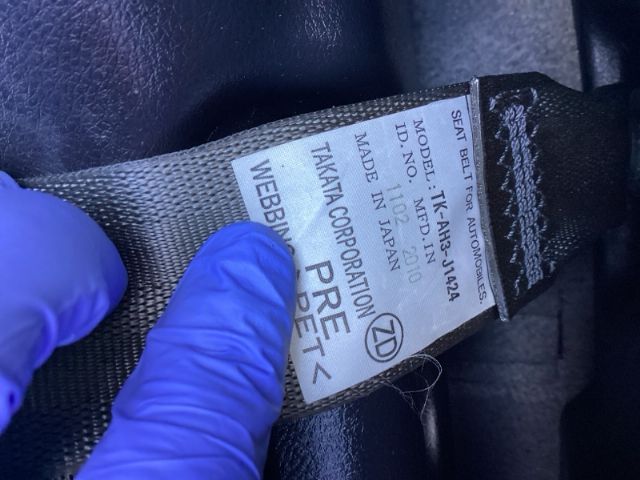 SEAT BELT FOR AUTOMOBILES.
MODEL: TK-AH3-J1424
ID.NO. MFD.IN
1102 2010
MADE IN JAPAN
TAKATA CORPORATION ZD
PRE
PET<